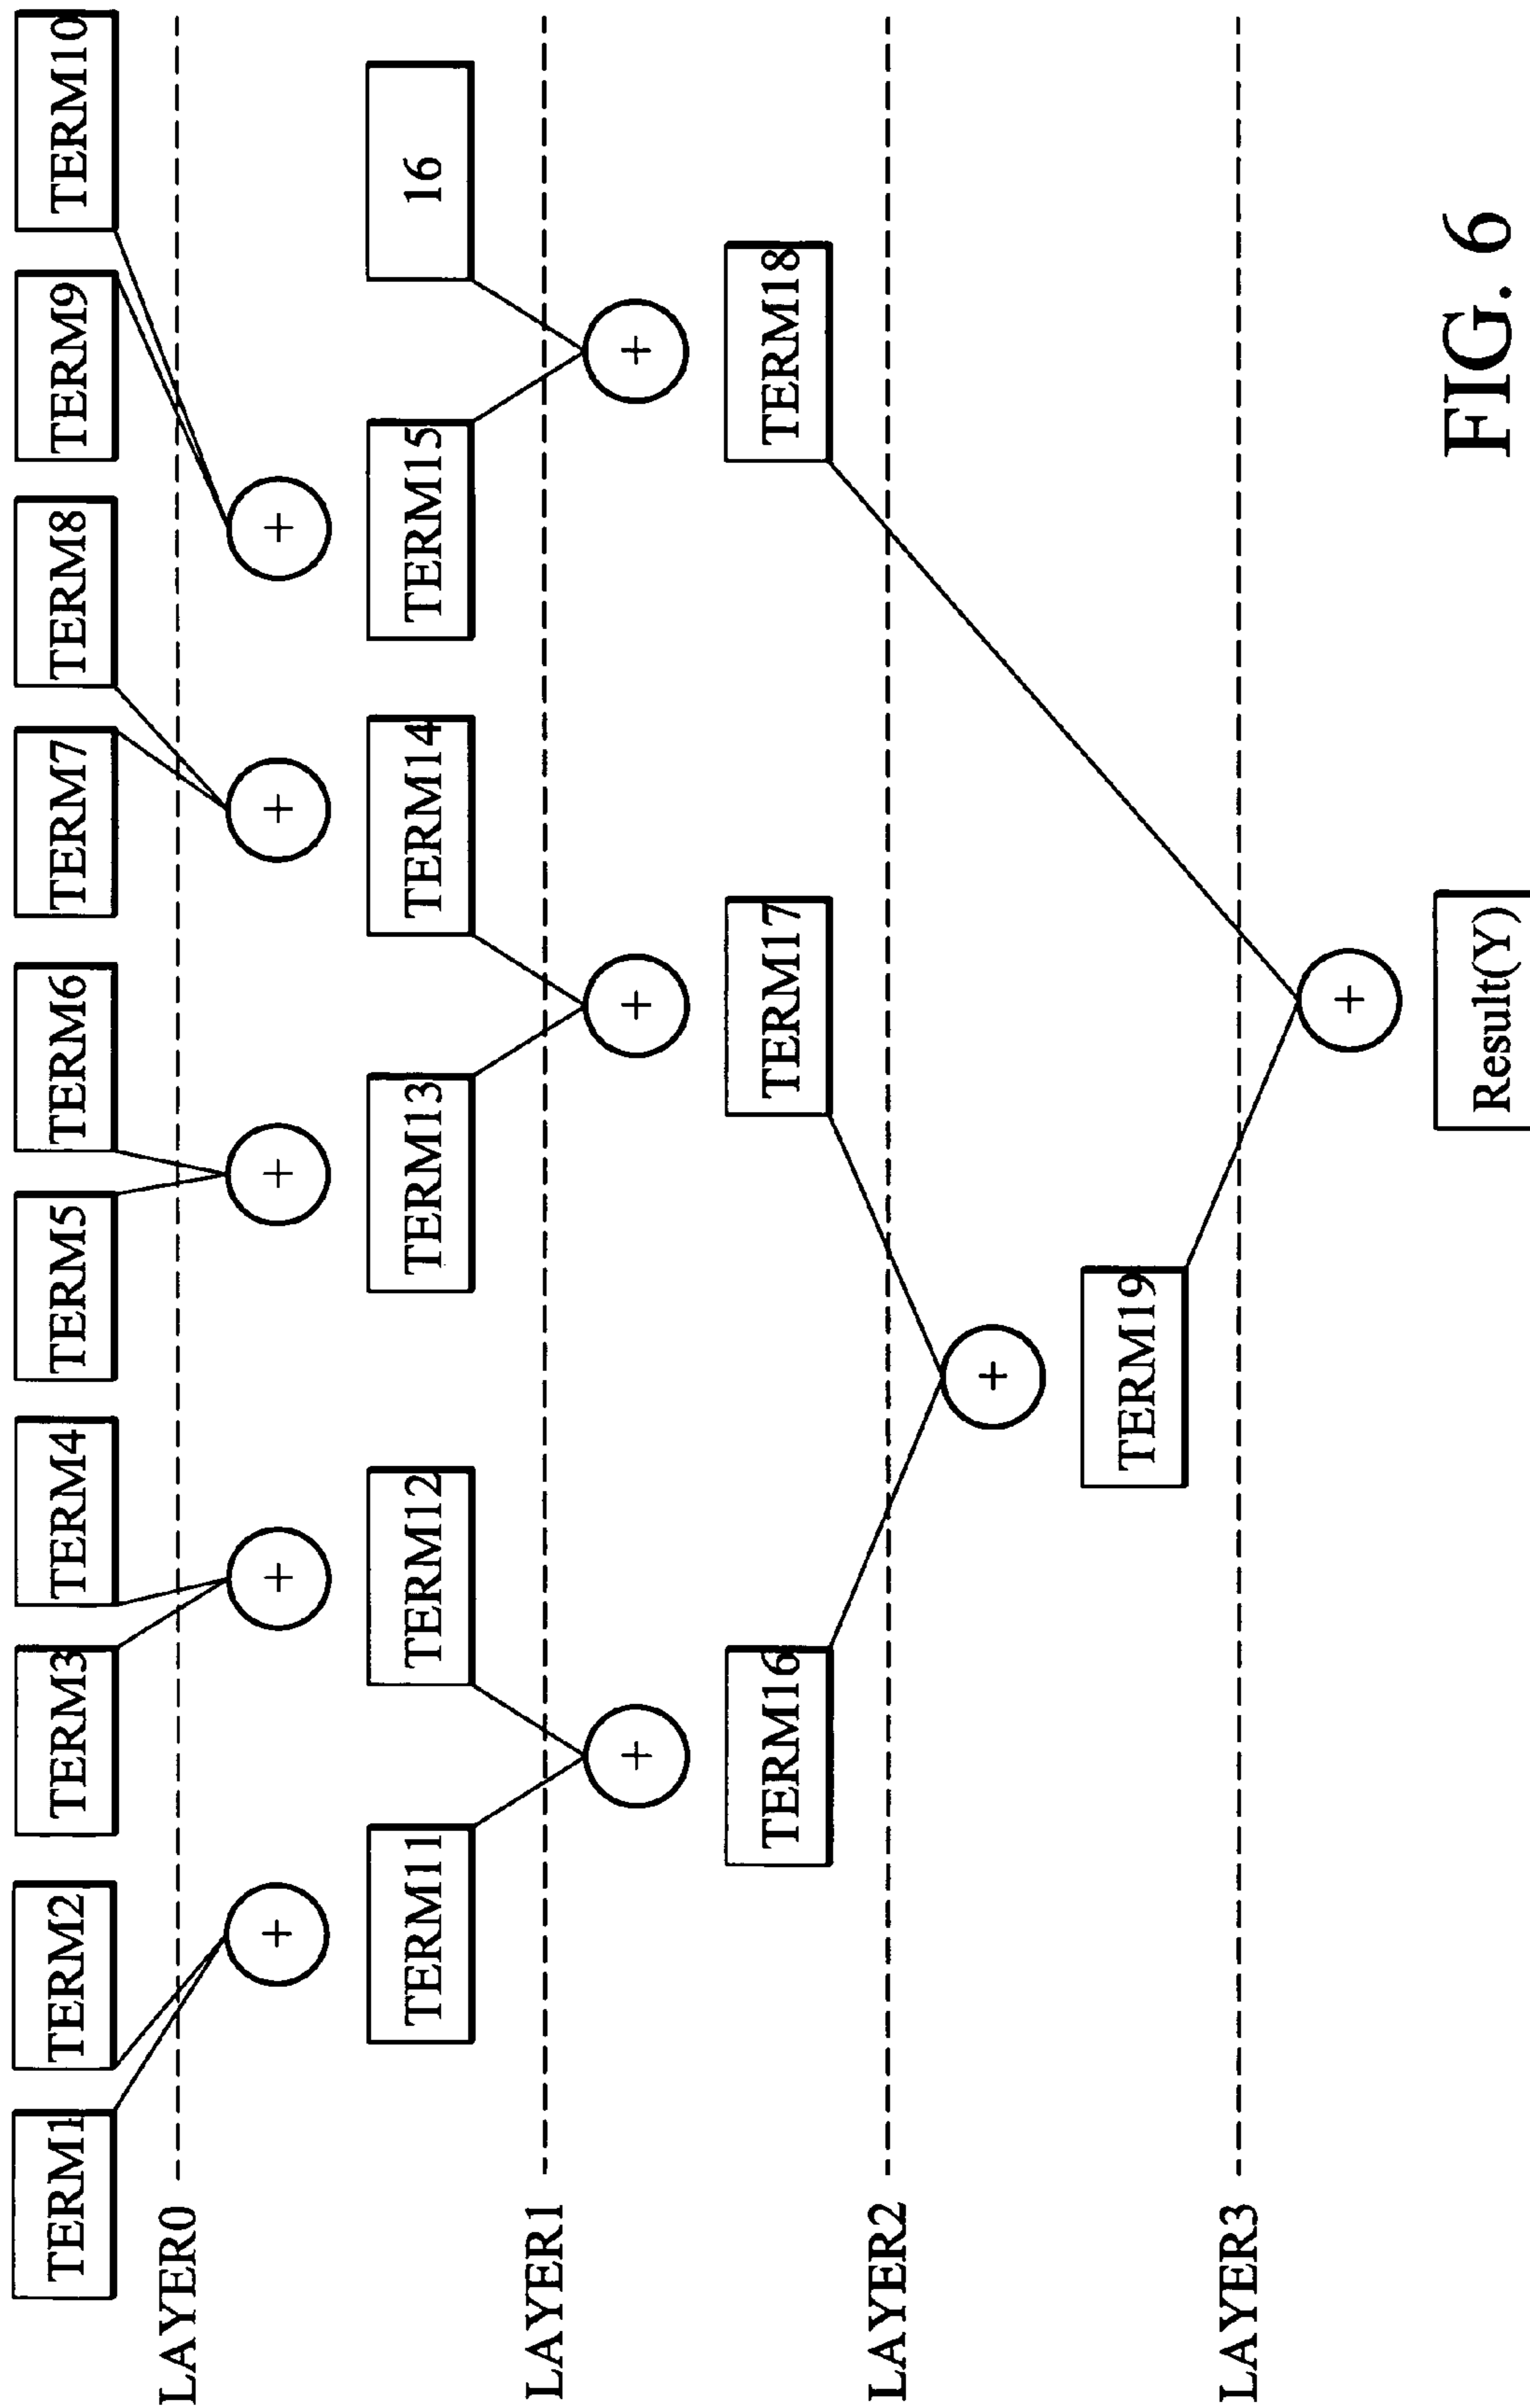 TERM1 TERM2 TERM3 TERM4 TERM5 TERM6 TERM7 TERM8 TERM9 TERM10
LAYER0
+ + + + +
TERM11 TERM12 TERM13 TERM14 TERM15 16
LAYER1
+ + +
TERM16 TERM17 TERM18
LAYER2
+
TERM19
LAYER3
+
Result(Y)
FIG. 6